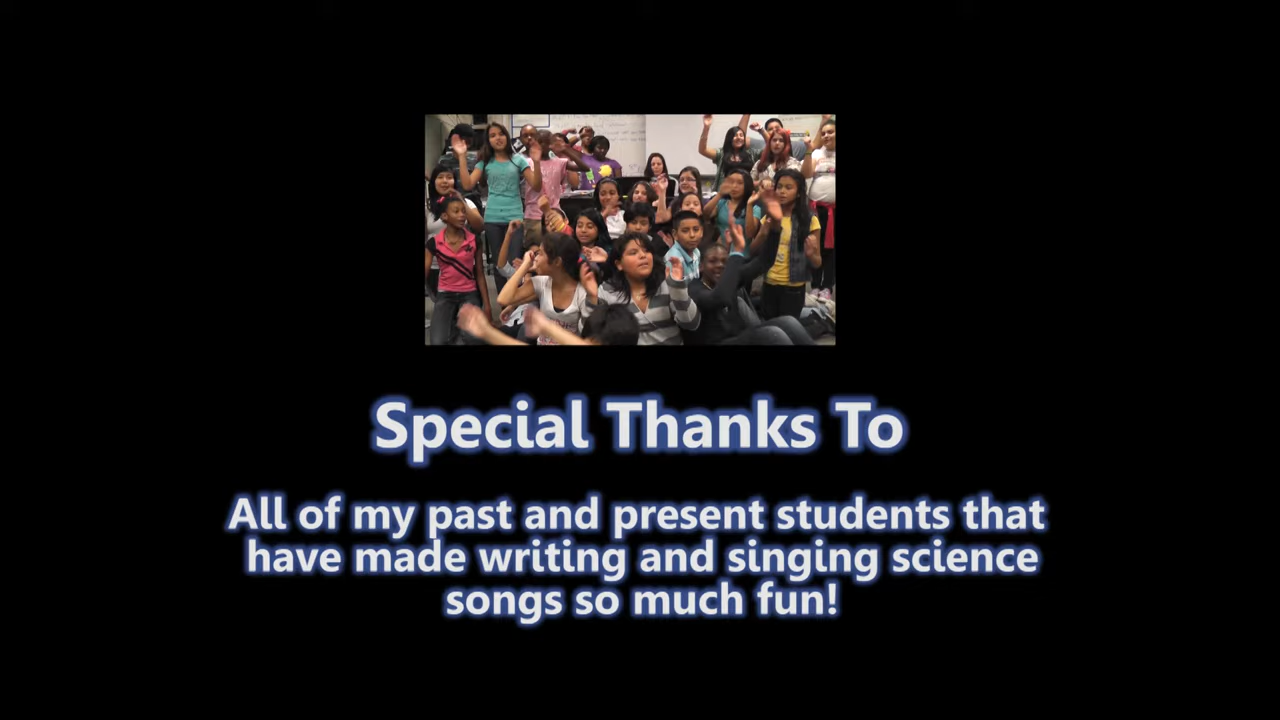 Special Thanks To
All of my past and present students that
have made writing and singing science
songs so much fun!